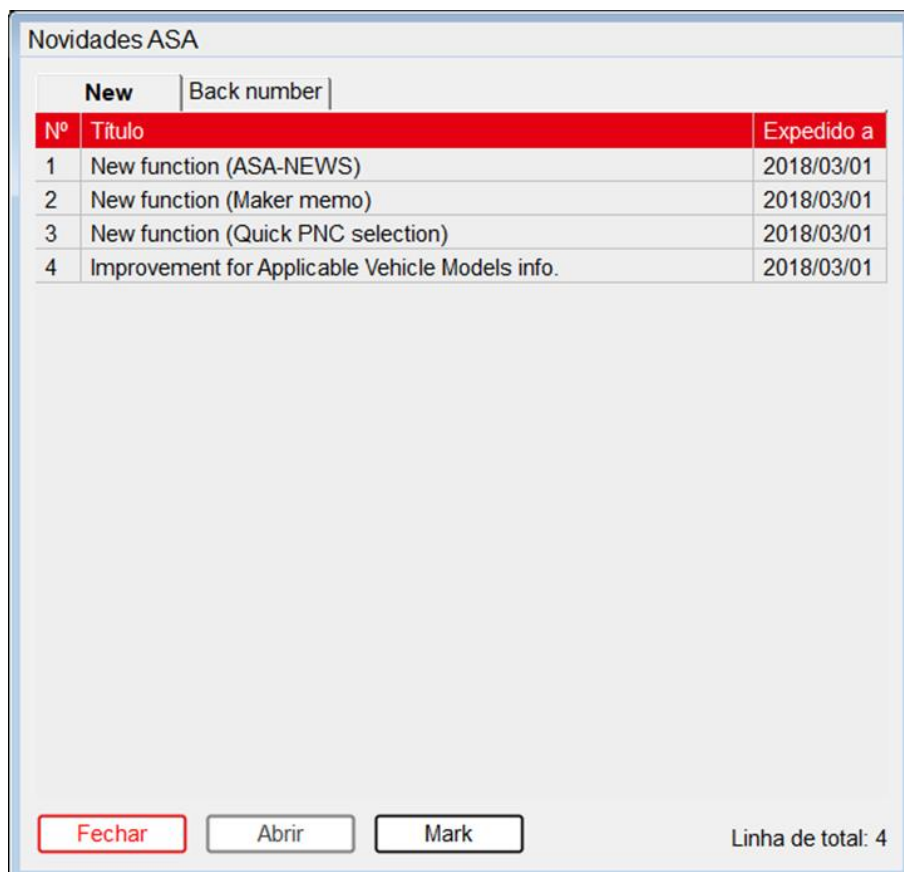 Novidades ASA
New Back number
Nº Título Expedido a
1 New function (ASA-NEWS) 2018/03/01
2 New function (Maker memo) 2018/03/01
3 New function (Quick PNC selection) 2018/03/01
4 Improvement for Applicable Vehicle Models info. 2018/03/01
Fechar Abrir Mark Linha de total: 4